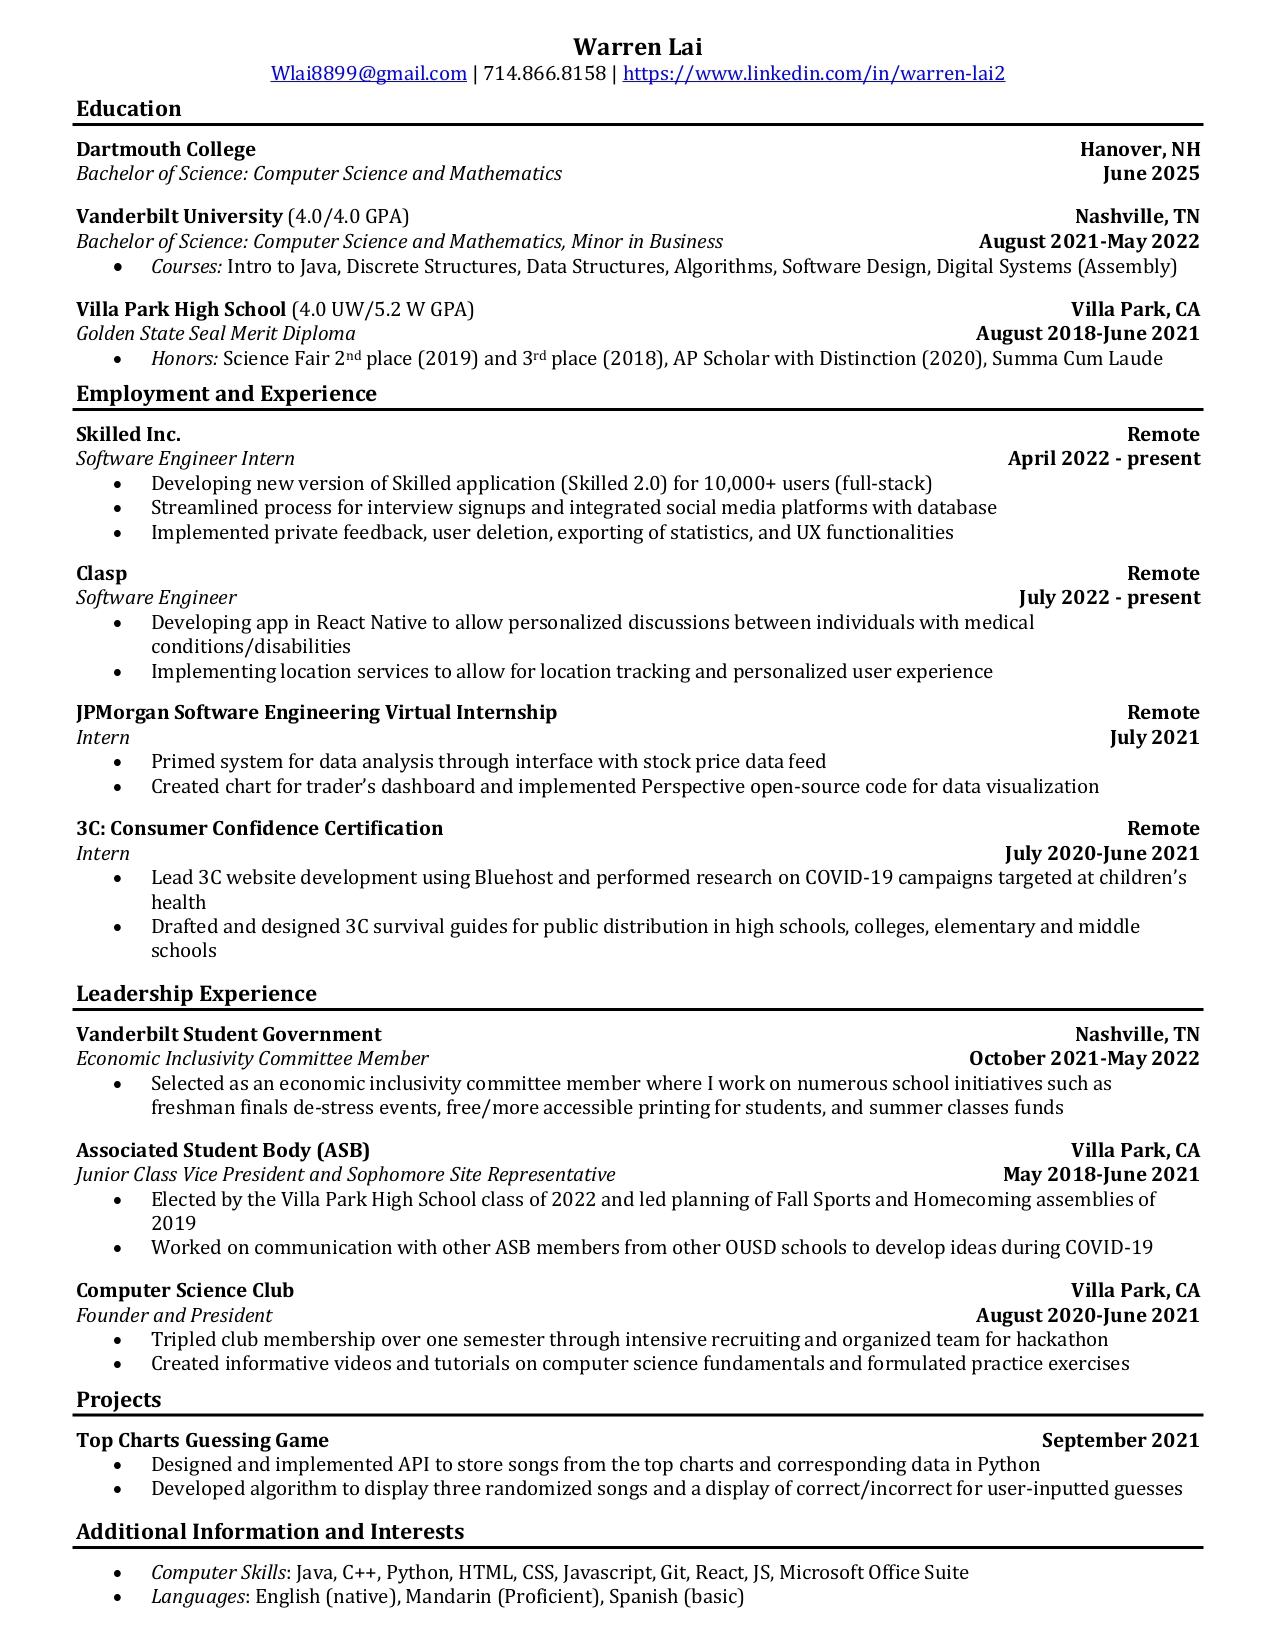 Warren Lai
Wlai8899@gmail.com | 714.866.8158 | https://www.linkedin.com/in/warren-lai2
Education
Dartmouth College Hanover, NH
Bachelor of Science: Computer Science and Mathematics June 2025
Vanderbilt University (4.0/4.0 GPA) Nashville, TN
Bachelor of Science: Computer Science and Mathematics, Minor in Business August 2021-May 2022
• Courses: Intro to Java, Discrete Structures, Data Structures, Algorithms, Software Design, Digital Systems (Assembly)
Villa Park High School (4.0 UW/5.2 W GPA) Villa Park, CA
Golden State Seal Merit Diploma August 2018-June 2021
• Honors: Science Fair 2nd place (2019) and 3rd place (2018), AP Scholar with Distinction (2020), Summa Cum Laude
Employment and Experience
Skilled Inc. Remote
Software Engineer Intern April 2022 - present
• Developing new version of Skilled application (Skilled 2.0) for 10,000+ users (full-stack)
• Streamlined process for interview signups and integrated social media platforms with database
• Implemented private feedback, user deletion, exporting of statistics, and UX functionalities
Clasp Remote
Software Engineer July 2022 - present
• Developing app in React Native to allow personalized discussions between individuals with medical
conditions/disabilities
• Implementing location services to allow for location tracking and personalized user experience
JPMorgan Software Engineering Virtual Internship Remote
Intern July 2021
• Primed system for data analysis through interface with stock price data feed
• Created chart for trader’s dashboard and implemented Perspective open-source code for data visualization
3C: Consumer Confidence Certification Remote
Intern July 2020-June 2021
• Lead 3C website development using Bluehost and performed research on COVID-19 campaigns targeted at children’s
health
• Drafted and designed 3C survival guides for public distribution in high schools, colleges, elementary and middle
schools
Leadership Experience
Vanderbilt Student Government Nashville, TN
Economic Inclusivity Committee Member October 2021-May 2022
• Selected as an economic inclusivity committee member where I work on numerous school initiatives such as
freshman finals de-stress events, free/more accessible printing for students, and summer classes funds
Associated Student Body (ASB) Villa Park, CA
Junior Class Vice President and Sophomore Site Representative May 2018-June 2021
• Elected by the Villa Park High School class of 2022 and led planning of Fall Sports and Homecoming assemblies of
2019
• Worked on communication with other ASB members from other OUSD schools to develop ideas during COVID-19
Computer Science Club Villa Park, CA
Founder and President August 2020-June 2021
• Tripled club membership over one semester through intensive recruiting and organized team for hackathon
• Created informative videos and tutorials on computer science fundamentals and formulated practice exercises
Projects
Top Charts Guessing Game September 2021
• Designed and implemented API to store songs from the top charts and corresponding data in Python
• Developed algorithm to display three randomized songs and a display of correct/incorrect for user-inputted guesses
Additional Information and Interests
• Computer Skills: Java, C++, Python, HTML, CSS, Javascript, Git, React, JS, Microsoft Office Suite
• Languages: English (native), Mandarin (Proficient), Spanish (basic)